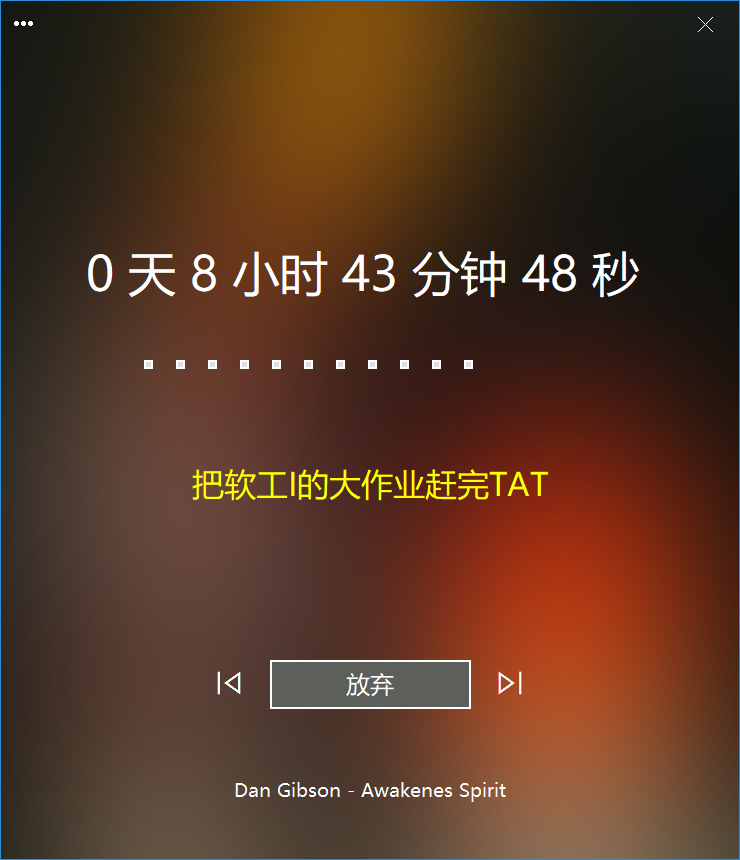 0 天 8 小时 43 分钟 48 秒
把软工I的大作业赶完TAT
放弃
Dan Gibson - Awakenes Spirit